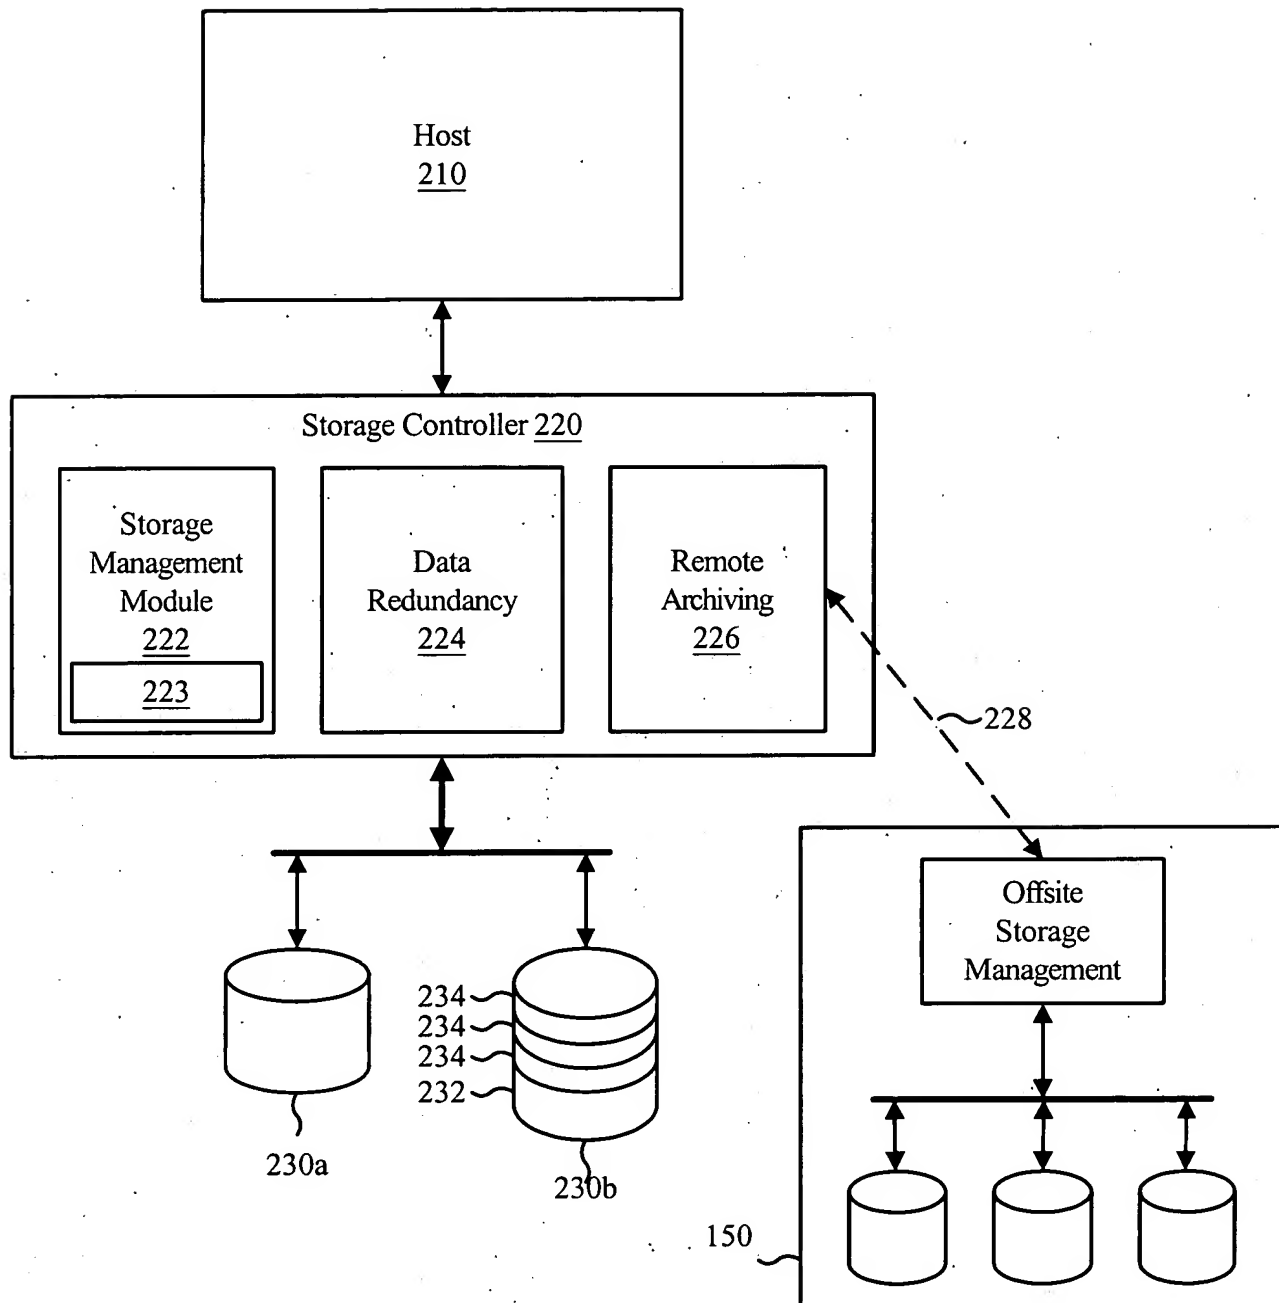 Host
210
Storage Controller 220
Storage
Management
Module
222
223
Data
Redundancy
224
Remote
Archiving
226
228
Offsite
Storage
Management
234
234
234
232
230a
230b
150